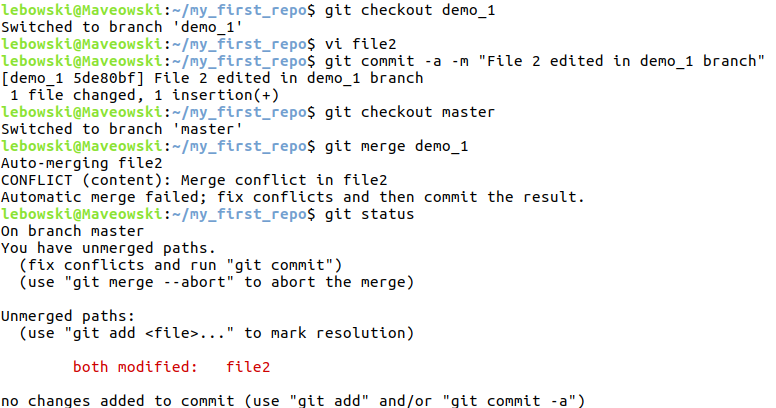 lebowski@Maveowski:~/my_first_repo$ git checkout demo_1
Switched to branch 'demo_1'
lebowski@Maveowski:~/my_first_repo$ vi file2
lebowski@Maveowski:~/my_first_repo$ git commit -a -m "File 2 edited in demo_1 branch"
[demo_1 5de80bf] File 2 edited in demo_1 branch
 1 file changed, 1 insertion(+)
lebowski@Maveowski:~/my_first_repo$ git checkout master
Switched to branch 'master'
lebowski@Maveowski:~/my_first_repo$ git merge demo_1
Auto-merging file2
CONFLICT (content): Merge conflict in file2
Automatic merge failed; fix conflicts and then commit the result.
lebowski@Maveowski:~/my_first_repo$ git status
On branch master
You have unmerged paths.
  (fix conflicts and run "git commit")
  (use "git merge --abort" to abort the merge)

Unmerged paths:
  (use "git add <file>..." to mark resolution)

        both modified:   file2

no changes added to commit (use "git add" and/or "git commit -a")